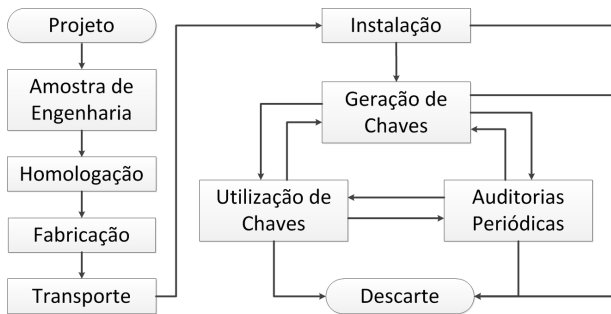 Projeto
Amostra de
Engenharia
Homologação
Fabricação
Transporte
Instalação
Geração de
Chaves
Utilização de
Chaves
Auditorias
Periódicas
Descarte